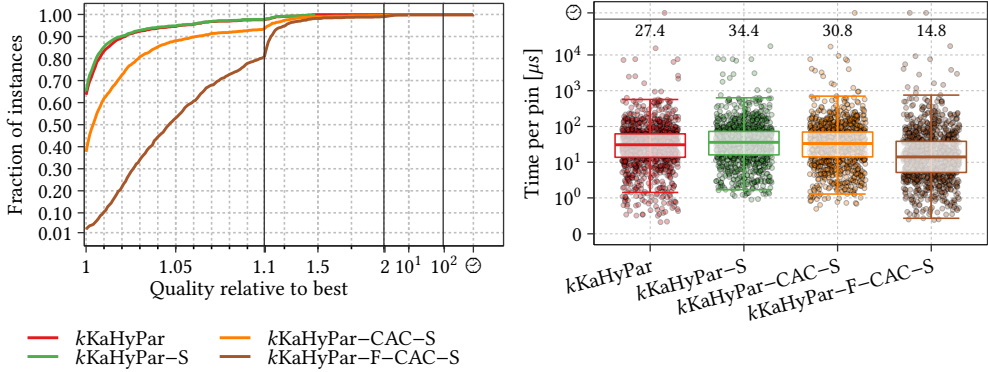 1.00
0.90
0.80
0.70
0.60
0.50
0.40
0.30
0.20
0.10
0.01
Fraction of instances
1 1.05 1.1 1.5 2 10¹ 10²
Quality relative to best
kKaHyPar
kKaHyPar−S
kKaHyPar−CAC−S
kKaHyPar−F−CAC−S
27.4 34.4 30.8 14.8
10⁴
10³
10²
10¹
10⁰
0
Time per pin [μs]
kKaHyPar
kKaHyPar−S
kKaHyPar−CAC−S
kKaHyPar−F−CAC−S